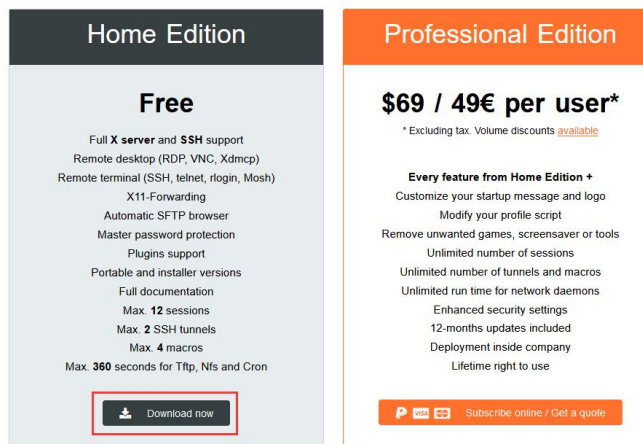 Home Edition
Free
Full X server and SSH support
Remote desktop (RDP, VNC, Xdmcp)
Remote terminal (SSH, telnet, rlogin, Mosh)
X11-Forwarding
Automatic SFTP browser
Master password protection
Plugins support
Portable and installer versions
Full documentation
Max. 12 sessions
Max. 2 SSH tunnels
Max. 4 macros
Max. 360 seconds for Tftp, Nfs and Cron
Download now
Professional Edition
$69 / 49€ per user*
* Excluding tax. Volume discounts available
Every feature from Home Edition +
Customize your startup message and logo
Modify your profile script
Remove unwanted games, screensaver or tools
Unlimited number of sessions
Unlimited number of tunnels and macros
Unlimited run time for network daemons
Enhanced security settings
12-months updates included
Deployment inside company
Lifetime right to use
VISA Subscribe online / Get a quote